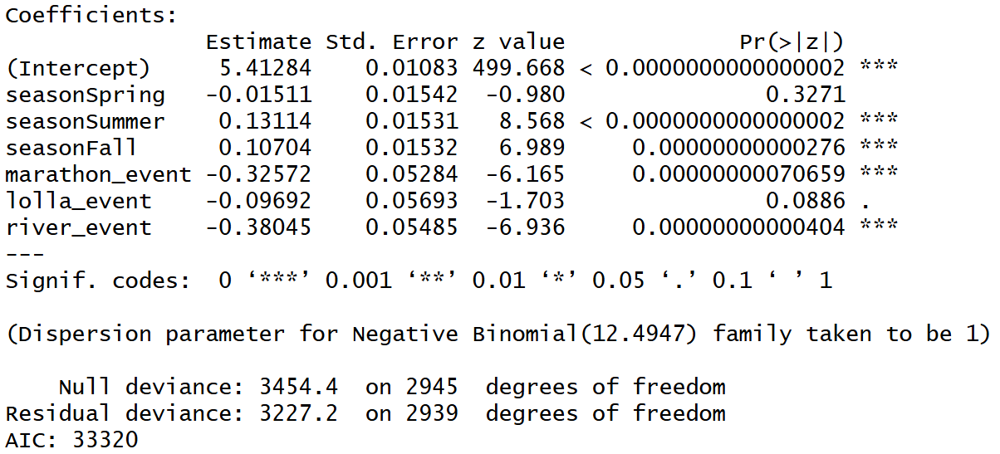 Coefficients:
                Estimate Std. Error z value             Pr(>|z|)
(Intercept)      5.41284    0.01083 499.668 < 0.0000000000000002 ***
seasonSpring   -0.01511    0.01542  -0.980               0.3271
seasonSummer    0.13114    0.01531   8.568 < 0.0000000000000002 ***
seasonFall      0.10704    0.01532   6.989     0.00000000000276 ***
marathon_event -0.32572    0.05284  -6.165     0.00000000070659 ***
lolla_event    -0.09692    0.05693  -1.703               0.0886 .
river_event    -0.38045    0.05485  -6.936     0.00000000000404 ***
---
Signif. codes:  0 ‘***’ 0.001 ‘**’ 0.01 ‘*’ 0.05 ‘.’ 0.1 ‘ ’ 1
(Dispersion parameter for Negative Binomial(12.4947) family taken to be 1)
    Null deviance: 3454.4  on 2945  degrees of freedom
Residual deviance: 3227.2  on 2939  degrees of freedom
AIC: 33320